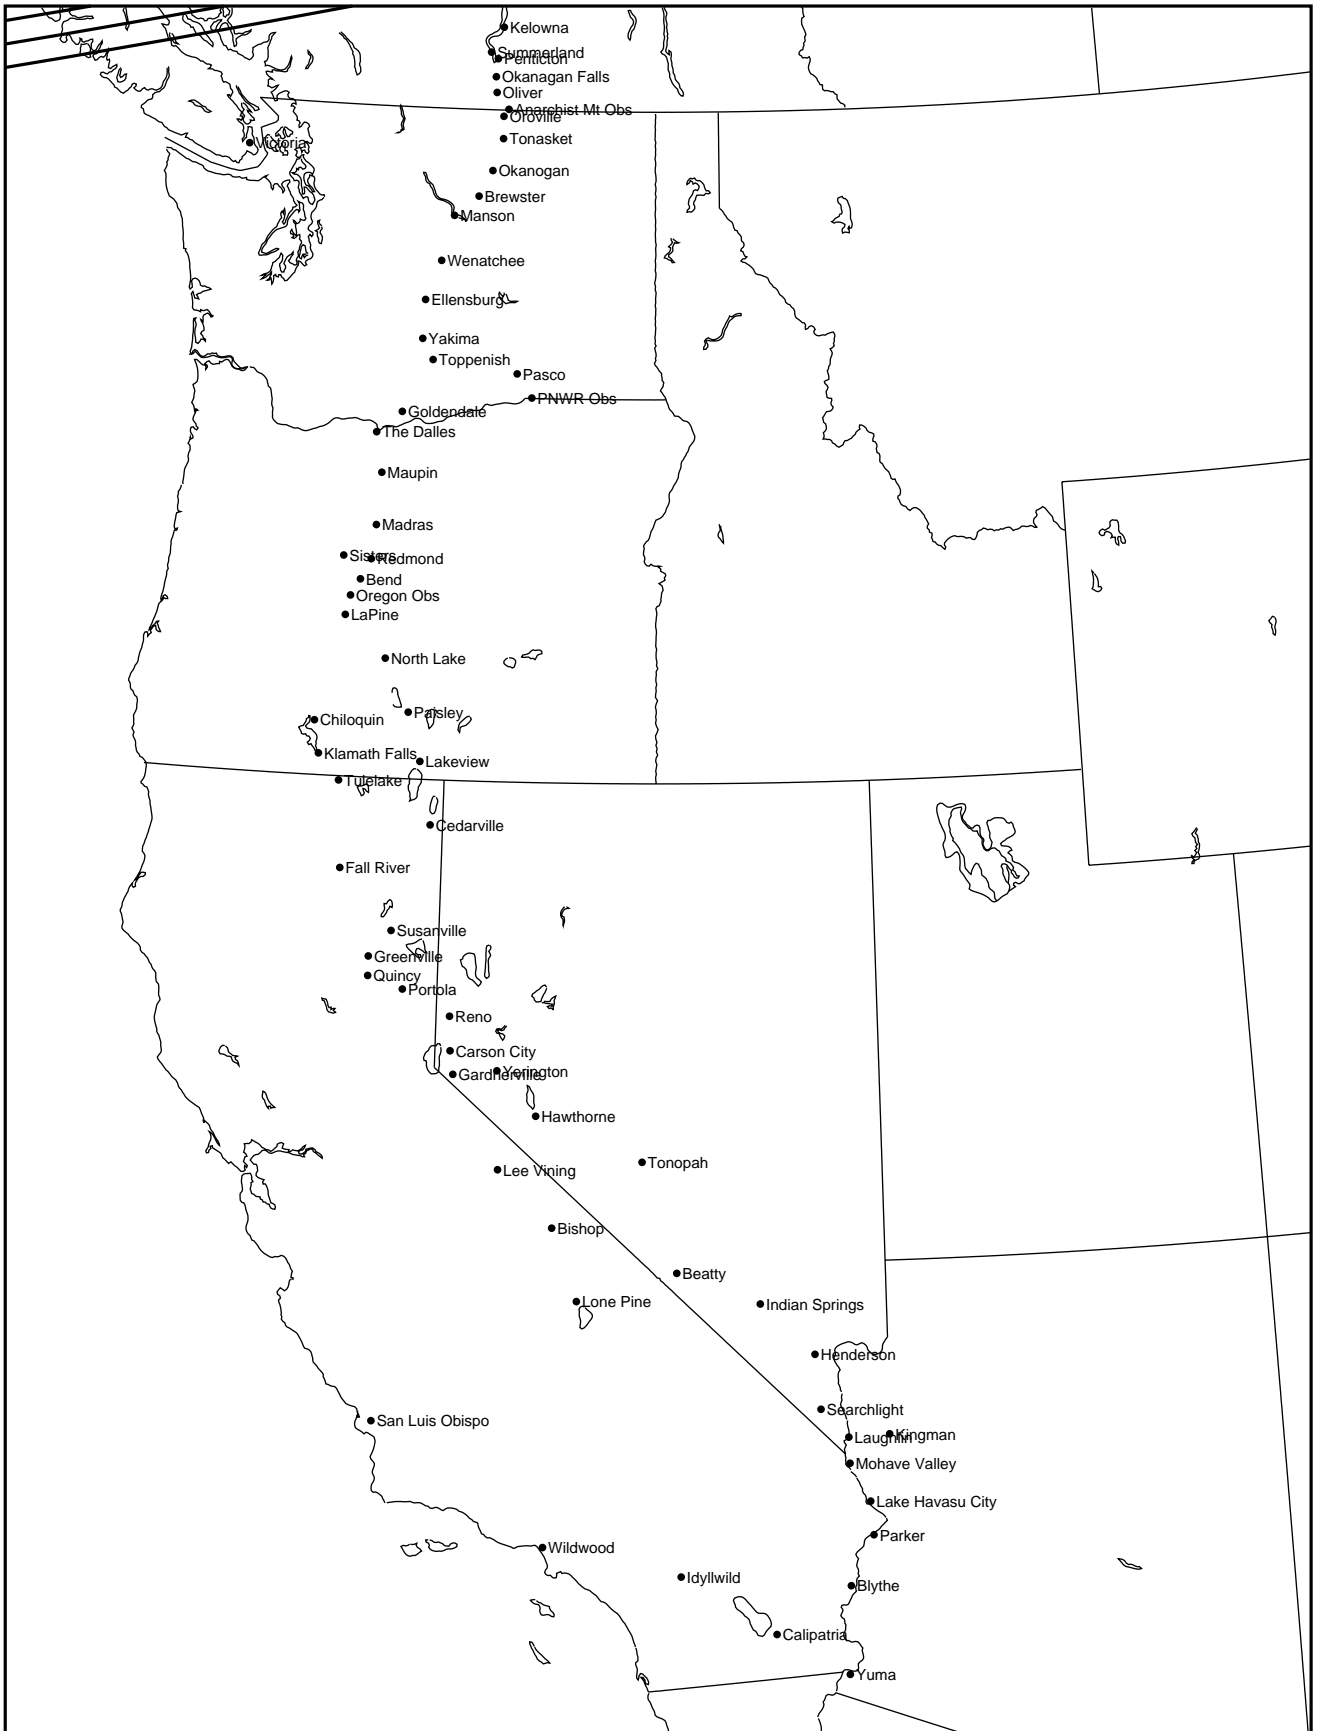 Kelowna
Summerland
Penticton
Okanagan Falls
Oliver
Anarchist Mt Obs
Oroville
Tonasket
Victoria
Okanogan
Brewster
Manson
Wenatchee
Ellensburg
Yakima
Toppenish
Pasco
PNWR Obs
Goldendale
The Dalles
Maupin
Madras
Sisters
Redmond
Bend
Oregon Obs
LaPine
North Lake
Paisley
Chiloquin
Klamath Falls
Lakeview
Tulelake
Cedarville
Fall River
Susanville
Greenville
Quincy
Portola
Reno
Carson City
Yerington
Gardnerville
Hawthorne
Tonopah
Lee Vining
Bishop
Beatty
Lone Pine
Indian Springs
Henderson
Searchlight
San Luis Obispo
Kingman
Laughlin
Mohave Valley
Lake Havasu City
Parker
Wildwood
Idyllwild
Blythe
Calipatria
Yuma